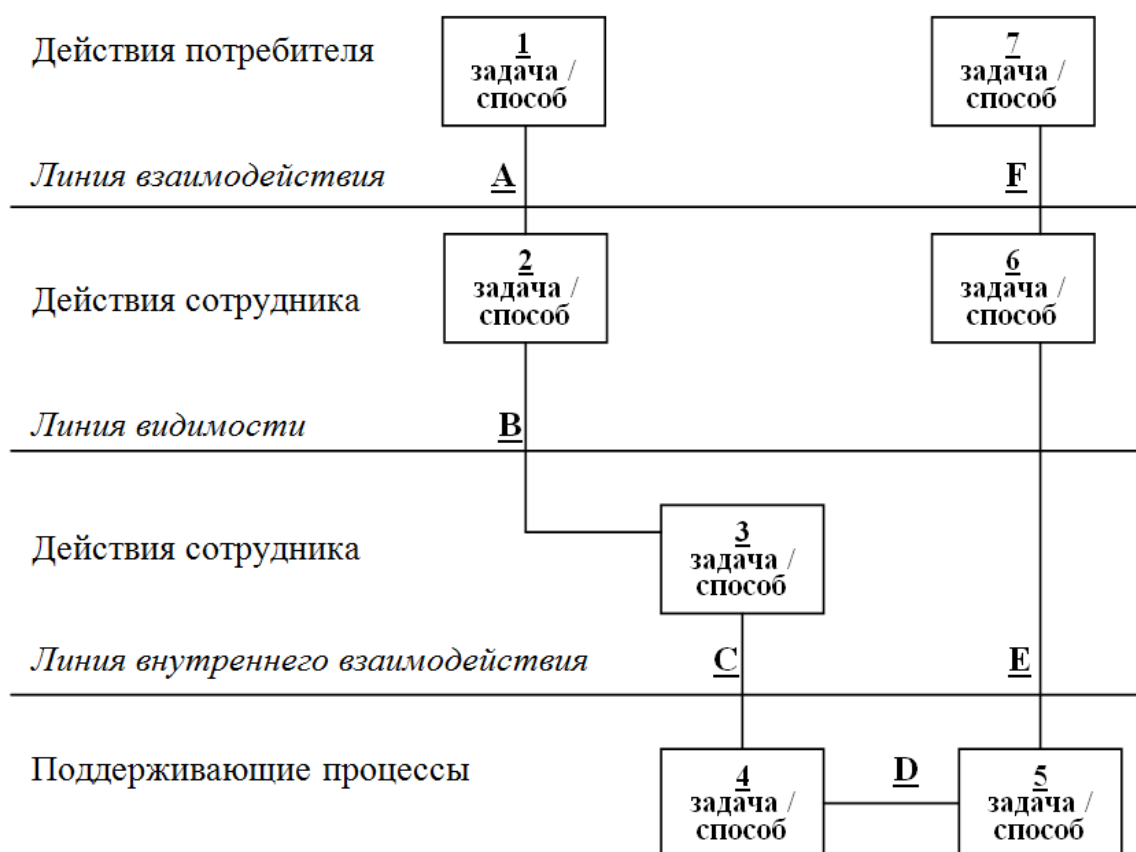 Действия потребителя
1
задача /
способ
7
задача /
способ
Линия взаимодействия
A
F
Действия сотрудника
2
задача /
способ
6
задача /
способ
Линия видимости
B
Действия сотрудника
3
задача /
способ
Линия внутреннего взаимодействия
C
E
Поддерживающие процессы
4
задача /
способ
D
5
задача /
способ